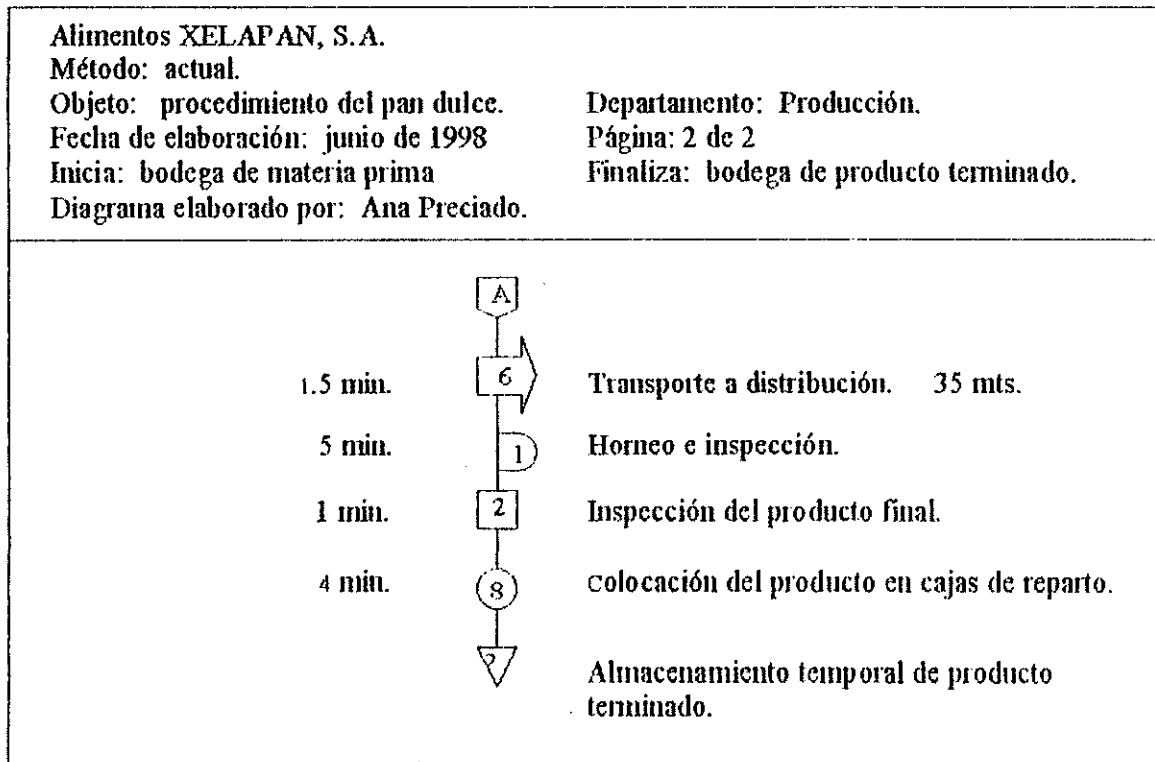 Alimentos XELAPAN, S.A.
Método: actual.
Objeto: procedimiento del pan dulce. Departamento: Producción.
Fecha de elaboración: junio de 1998 Página: 2 de 2
Inicia: bodega de materia prima Finaliza: bodega de producto terminado.
Diagrama elaborado por: Ana Preciado.
A
1.5 min. 6 Transporte a distribución. 35 mts.
5 min. 1 Horneo e inspección.
1 min. 2 Inspección del producto final.
4 min. 8 Colocación del producto en cajas de reparto.
2 Almacenamiento temporal de producto
terminado.